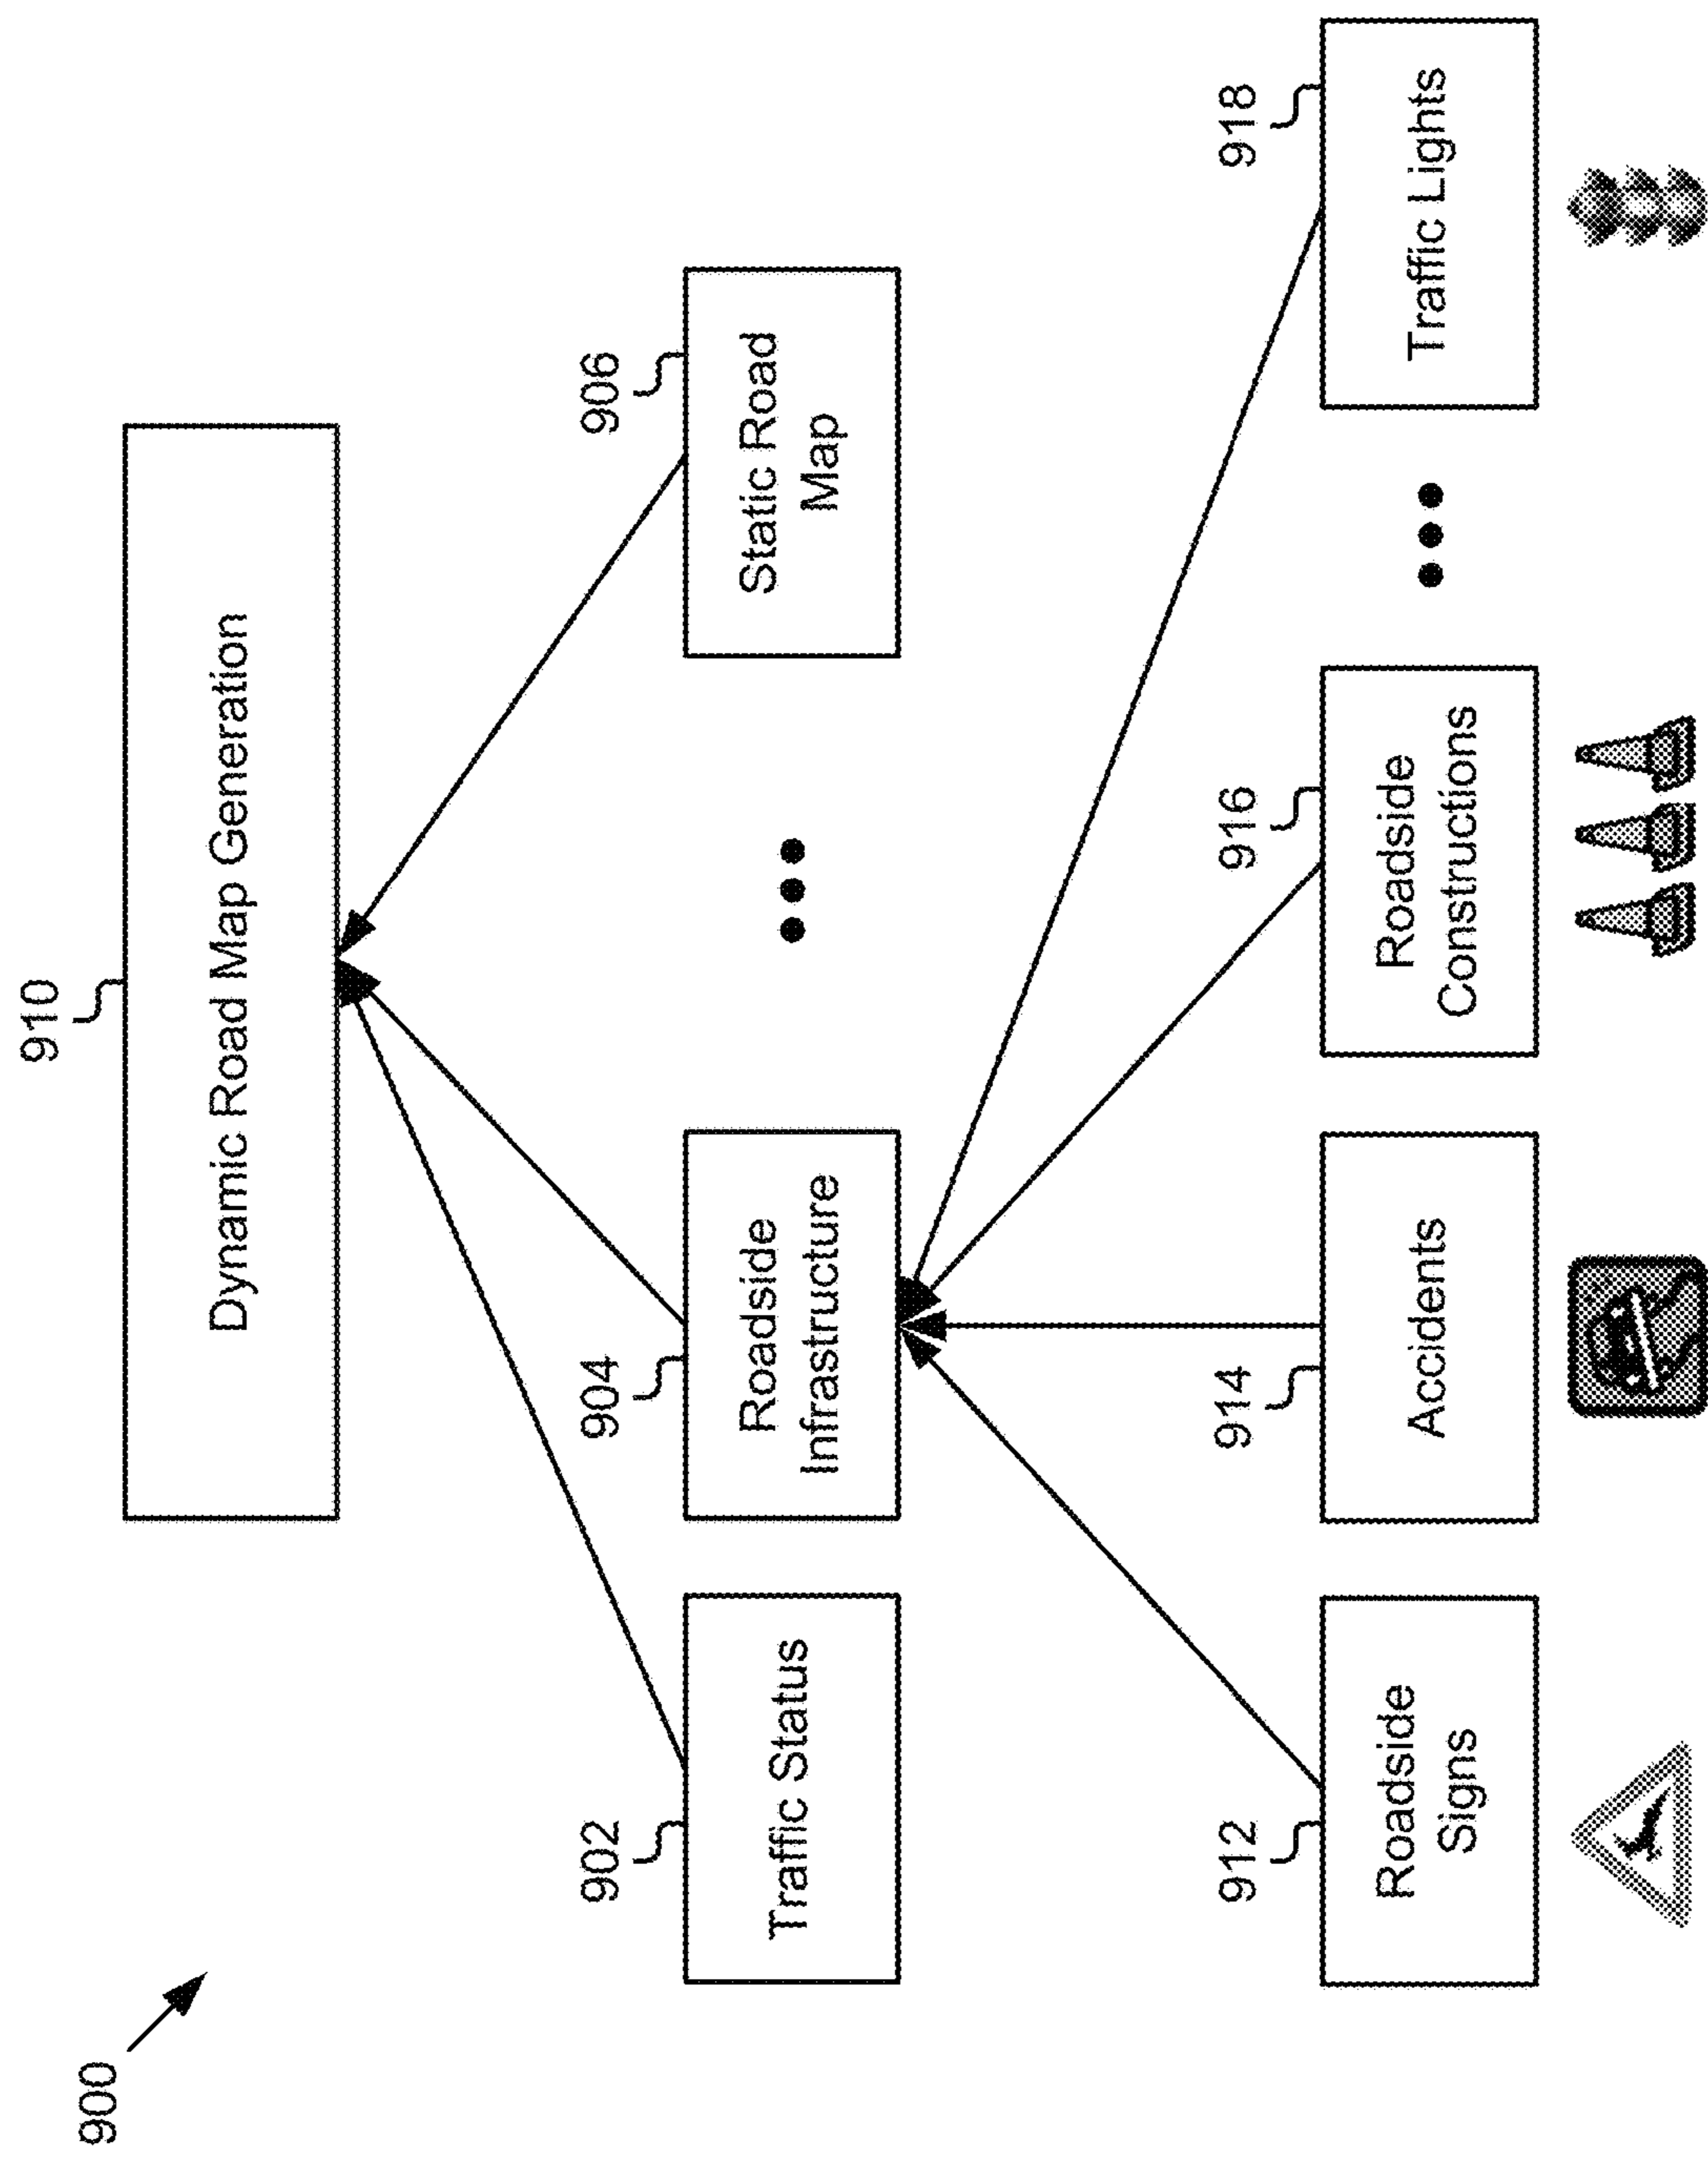 900
910
Dynamic Road Map Generation
902
Traffic Status
904
Roadside
Infrastructure
906
Static Road
Map
912
Roadside
Signs
914
Accidents
916
Roadside
Constructions
918
Traffic Lights